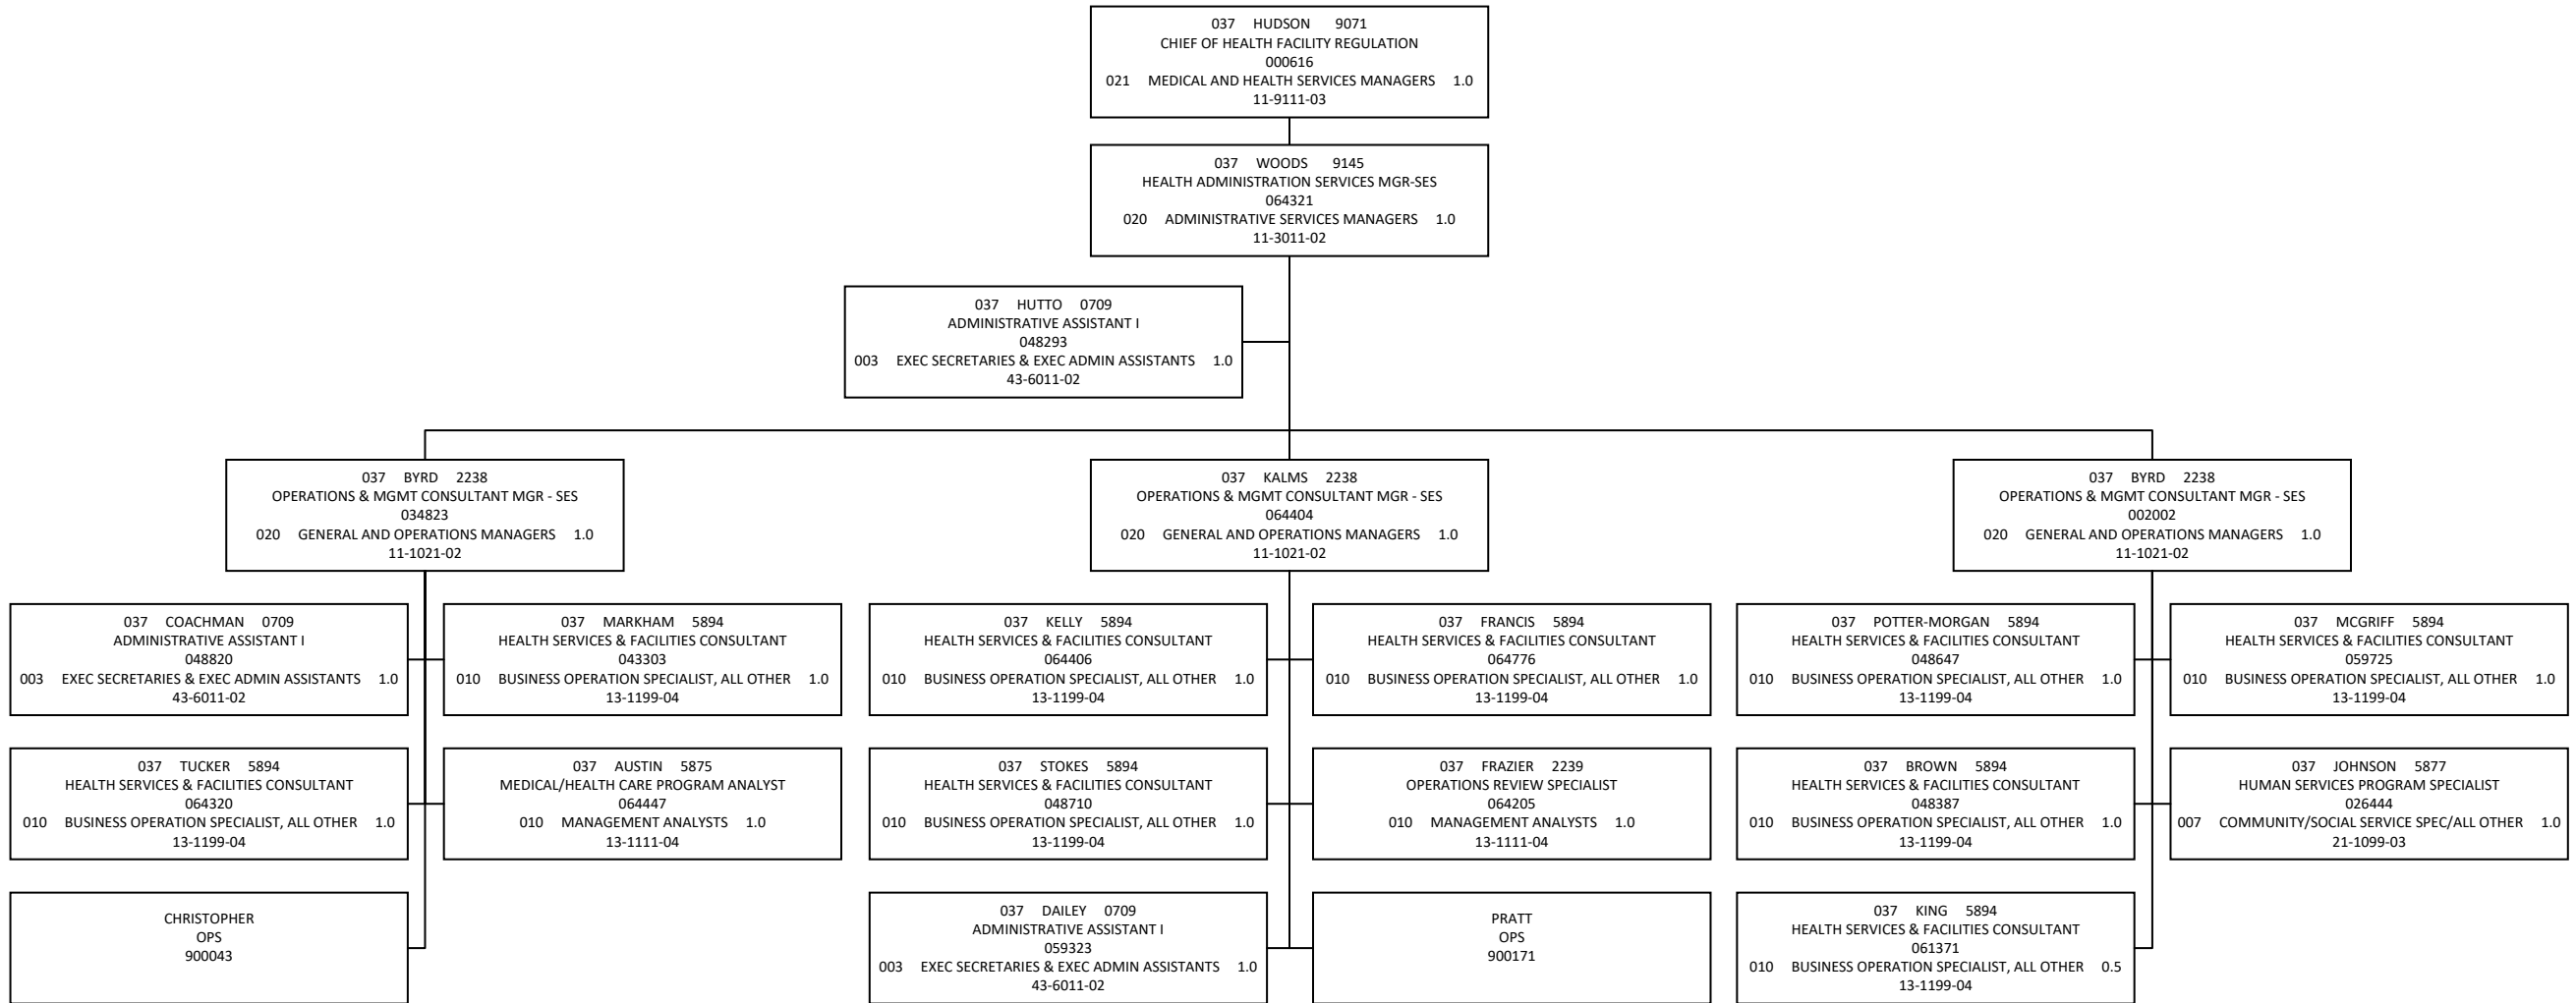 037 HUDSON 9071
CHIEF OF HEALTH FACILITY REGULATION
000616
021 MEDICAL AND HEALTH SERVICES MANAGERS 1.0
11-9111-03
037 WOODS 9145
HEALTH ADMINISTRATION SERVICES MGR-SES
064321
020 ADMINISTRATIVE SERVICES MANAGERS 1.0
11-3011-02
037 HUTTO 0709
ADMINISTRATIVE ASSISTANT I
048293
003 EXEC SECRETARIES & EXEC ADMIN ASSISTANTS 1.0
43-6011-02
037 BYRD 2238
OPERATIONS & MGMT CONSULTANT MGR - SES
034823
020 GENERAL AND OPERATIONS MANAGERS 1.0
11-1021-02
037 KALMS 2238
OPERATIONS & MGMT CONSULTANT MGR - SES
064404
020 GENERAL AND OPERATIONS MANAGERS 1.0
11-1021-02
037 BYRD 2238
OPERATIONS & MGMT CONSULTANT MGR - SES
002002
020 GENERAL AND OPERATIONS MANAGERS 1.0
11-1021-02
037 COACHMAN 0709
ADMINISTRATIVE ASSISTANT I
048820
003 EXEC SECRETARIES & EXEC ADMIN ASSISTANTS 1.0
43-6011-02
037 MARKHAM 5894
HEALTH SERVICES & FACILITIES CONSULTANT
043303
010 BUSINESS OPERATION SPECIALIST, ALL OTHER 1.0
13-1199-04
037 KELLY 5894
HEALTH SERVICES & FACILITIES CONSULTANT
064406
010 BUSINESS OPERATION SPECIALIST, ALL OTHER 1.0
13-1199-04
037 FRANCIS 5894
HEALTH SERVICES & FACILITIES CONSULTANT
064776
010 BUSINESS OPERATION SPECIALIST, ALL OTHER 1.0
13-1199-04
037 POTTER-MORGAN 5894
HEALTH SERVICES & FACILITIES CONSULTANT
048647
010 BUSINESS OPERATION SPECIALIST, ALL OTHER 1.0
13-1199-04
037 MCGRIFF 5894
HEALTH SERVICES & FACILITIES CONSULTANT
059725
010 BUSINESS OPERATION SPECIALIST, ALL OTHER 1.0
13-1199-04
037 TUCKER 5894
HEALTH SERVICES & FACILITIES CONSULTANT
064320
010 BUSINESS OPERATION SPECIALIST, ALL OTHER 1.0
13-1199-04
037 AUSTIN 5875
MEDICAL/HEALTH CARE PROGRAM ANALYST
064447
010 MANAGEMENT ANALYSTS 1.0
13-1111-04
037 STOKES 5894
HEALTH SERVICES & FACILITIES CONSULTANT
048710
010 BUSINESS OPERATION SPECIALIST, ALL OTHER 1.0
13-1199-04
037 FRAZIER 2239
OPERATIONS REVIEW SPECIALIST
064205
010 MANAGEMENT ANALYSTS 1.0
13-1111-04
037 BROWN 5894
HEALTH SERVICES & FACILITIES CONSULTANT
048387
010 BUSINESS OPERATION SPECIALIST, ALL OTHER 1.0
13-1199-04
037 JOHNSON 5877
HUMAN SERVICES PROGRAM SPECIALIST
026444
007 COMMUNITY/SOCIAL SERVICE SPEC/ALL OTHER 1.0
21-1099-03
CHRISTOPHER
OPS
900043
037 DAILEY 0709
ADMINISTRATIVE ASSISTANT I
059323
003 EXEC SECRETARIES & EXEC ADMIN ASSISTANTS 1.0
43-6011-02
PRATT
OPS
900171
037 KING 5894
HEALTH SERVICES & FACILITIES CONSULTANT
061371
010 BUSINESS OPERATION SPECIALIST, ALL OTHER 0.5
13-1199-04